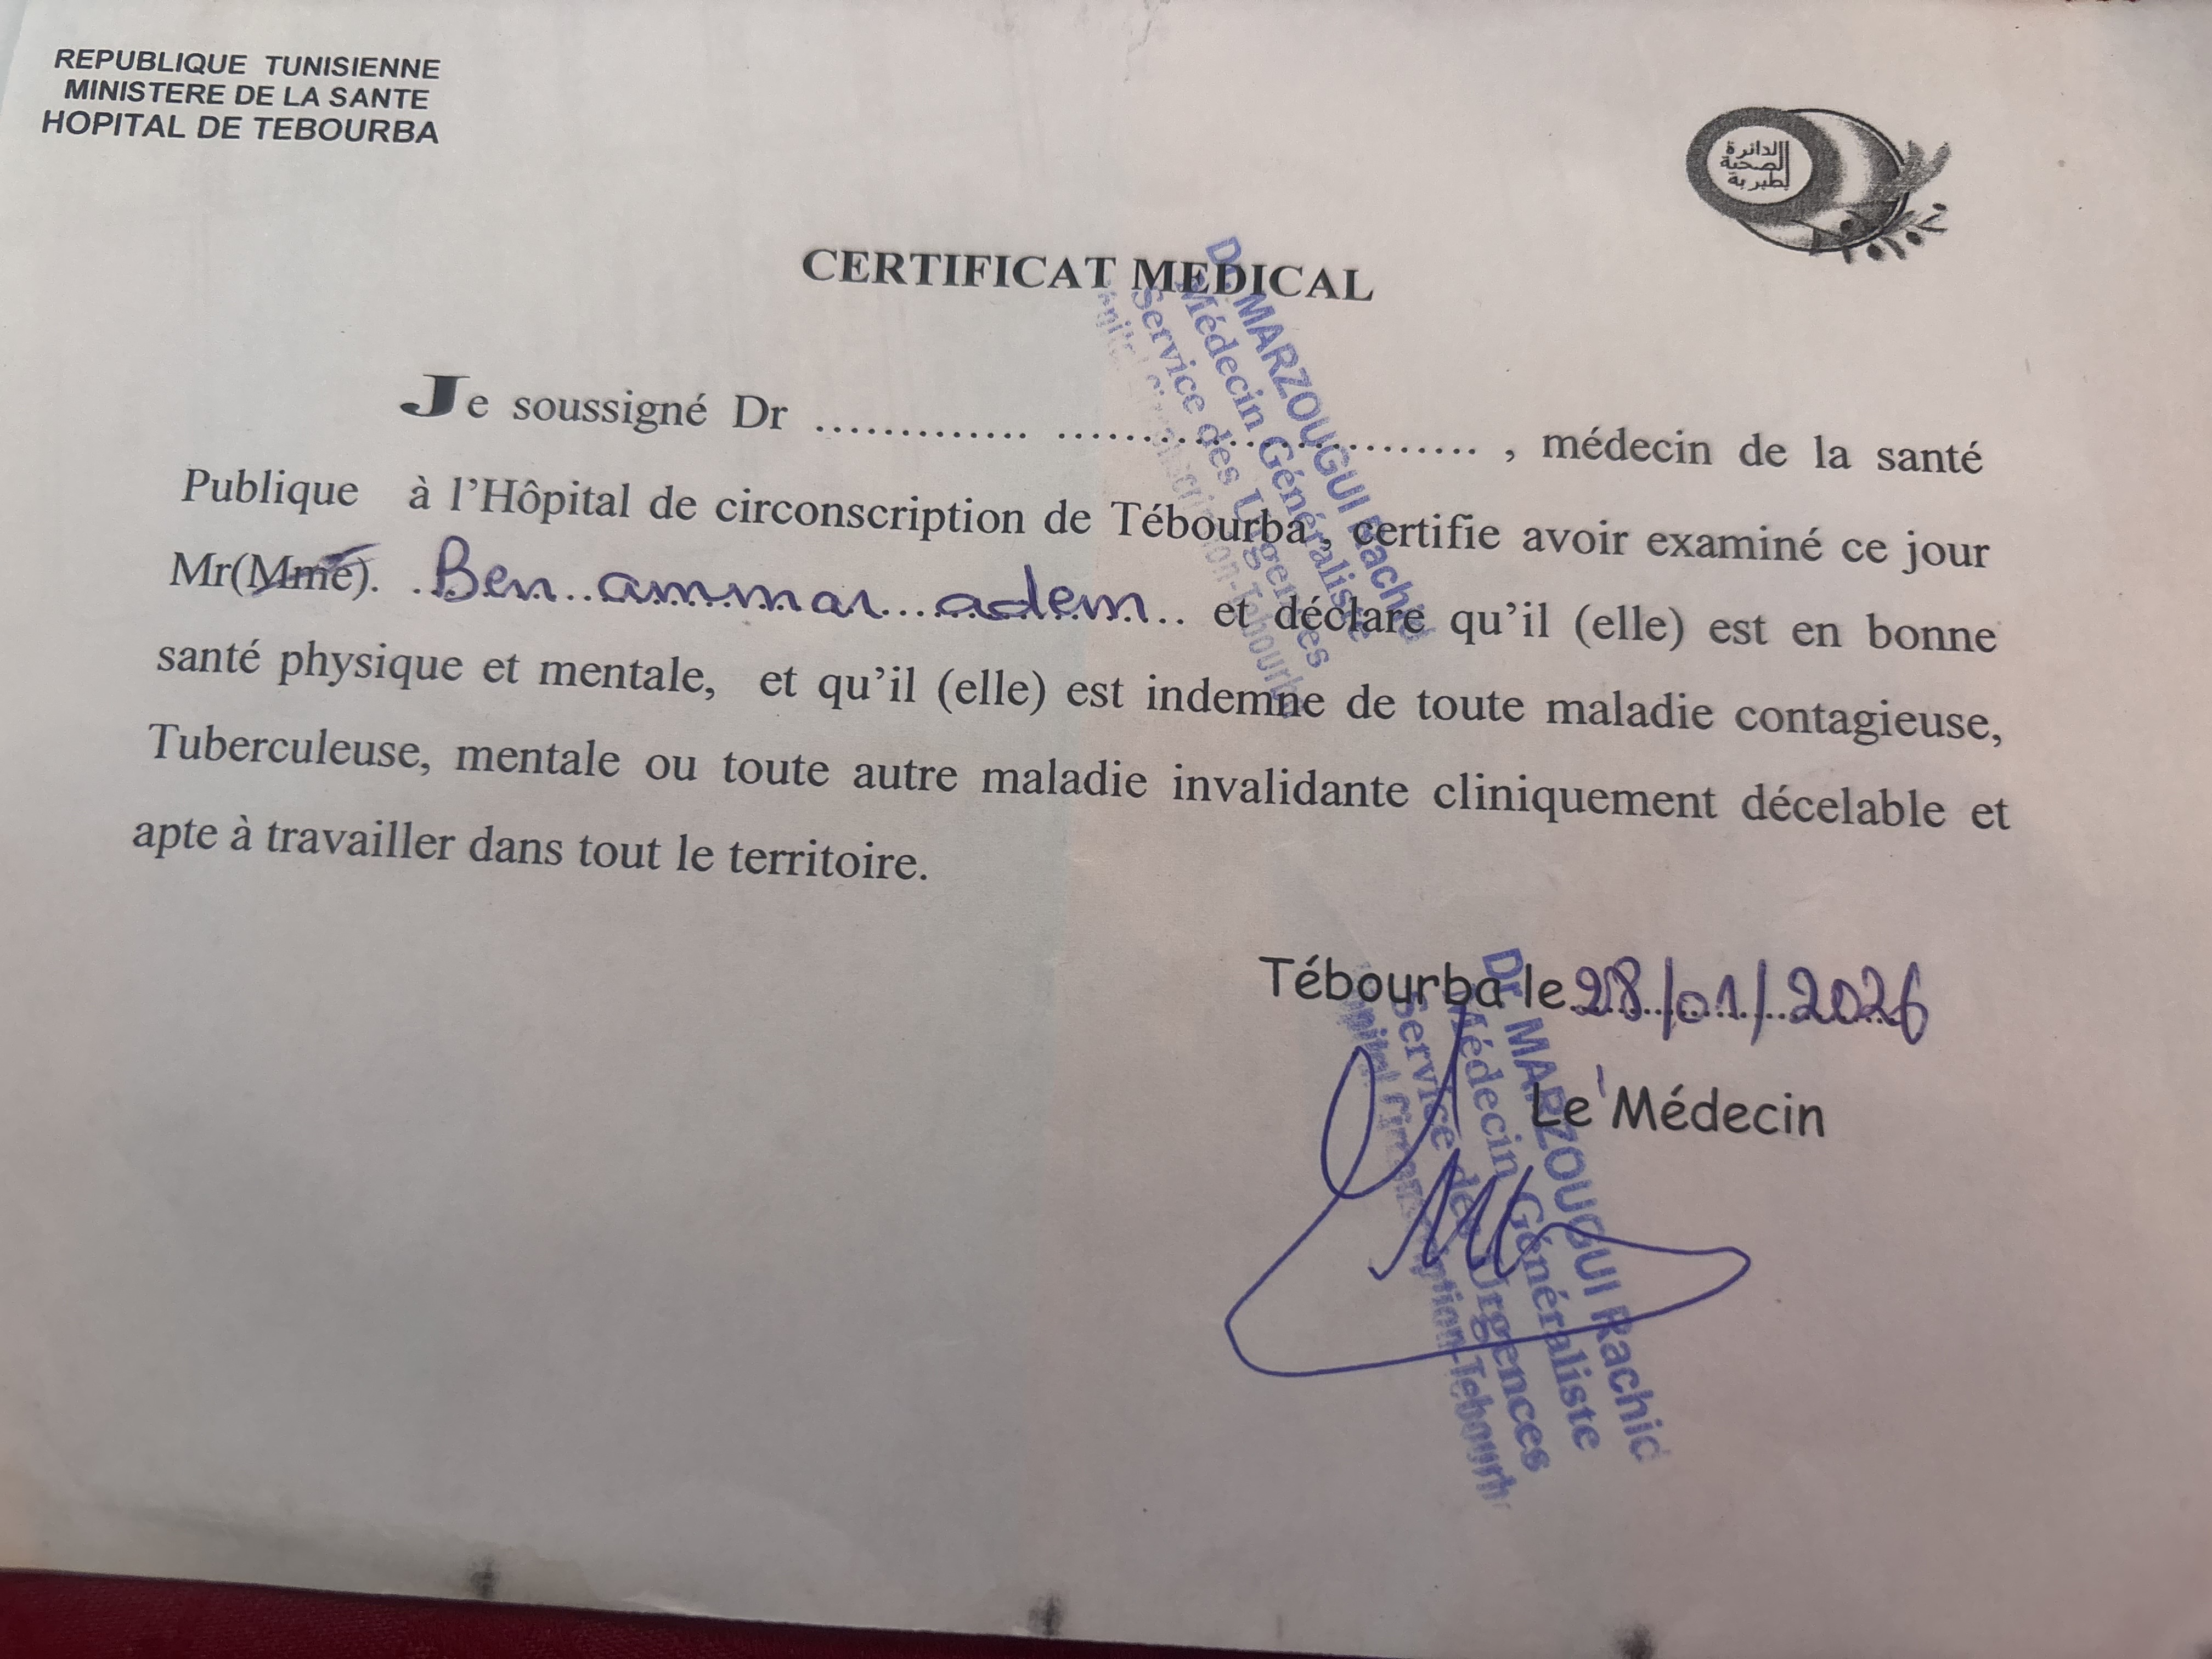 REPUBLIQUE TUNISIENNE
MINISTERE DE LA SANTE
HOPITAL DE TEBOURBA
الدائرة
الصحية
بطبربة
CERTIFICAT MEDICAL
Dr MARZOUGUI Rachid
Médecin Généraliste
Service des Urgences
Je soussigné Dr ............. .......................... , médecin de la santé
Publique à l'Hôpital de circonscription de Tébourba, certifie avoir examiné ce jour
Mr(Mme). Ben ammar adem et déclare qu'il (elle) est en bonne
santé physique et mentale, et qu'il (elle) est indemne de toute maladie contagieuse,
Tuberculeuse, mentale ou toute autre maladie invalidante cliniquement décelable et
apte à travailler dans tout le territoire.
Tébourba le 28/01/2026
Le Médecin
Dr MARZOUGUI Rachid
Médecin Généraliste
Service des Urgences